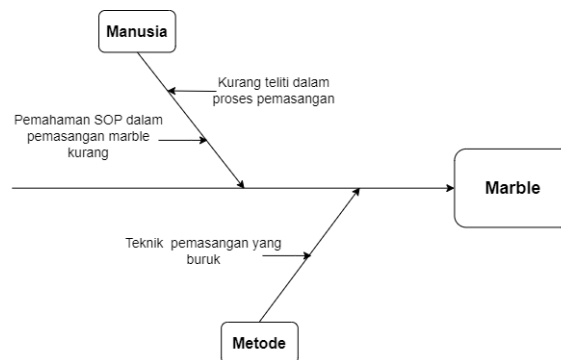 Manusia
Kurang teliti dalam
proses pemasangan
Pemahaman SOP dalam
pemasangan marble
kurang
Marble
Teknik pemasangan yang
buruk
Metode